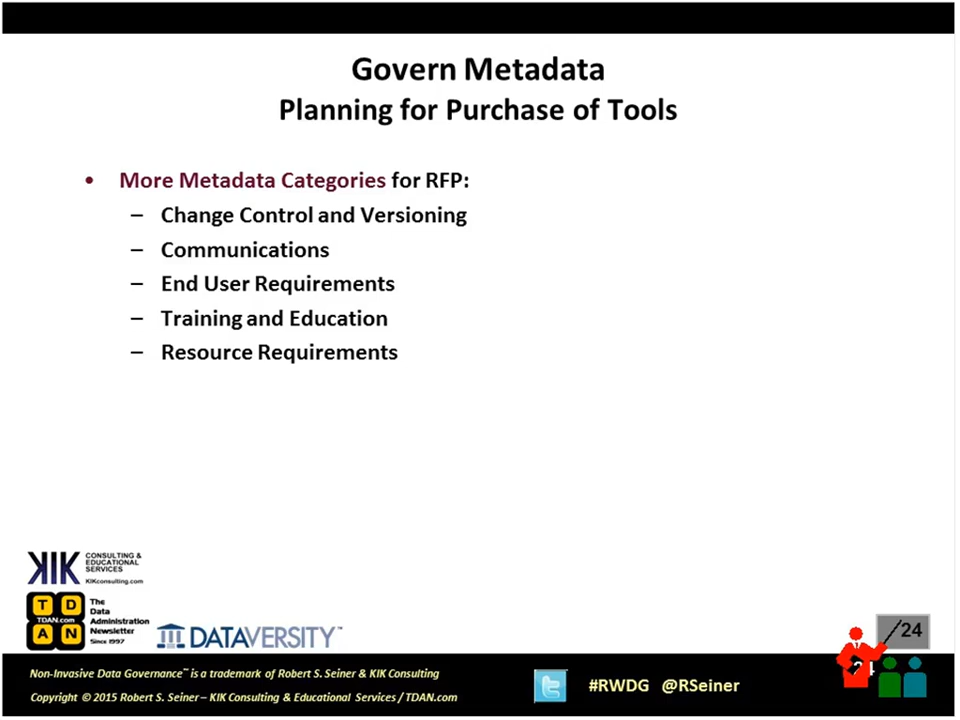 Govern Metadata
Planning for Purchase of Tools
• More Metadata Categories for RFP:
– Change Control and Versioning
– Communications
– End User Requirements
– Training and Education
– Resource Requirements
KIK CONSULTING & EDUCATIONAL SERVICES
KIKconsulting.com
T D
TDAN.com
A N
The
Data
Administration
Newsletter
Since 1997
DATAVERSITY™
24
24
Non-Invasive Data Governance™ is a trademark of Robert S. Seiner & KIK Consulting
Copyright © 2015 Robert S. Seiner – KIK Consulting & Educational Services / TDAN.com
#RWDG @RSeiner